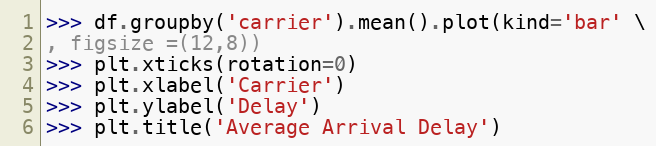 1 >>> df.groupby('carrier').mean().plot(kind='bar' \
2 , figsize =(12,8))
3 >>> plt.xticks(rotation=0)
4 >>> plt.xlabel('Carrier')
5 >>> plt.ylabel('Delay')
6 >>> plt.title('Average Arrival Delay')